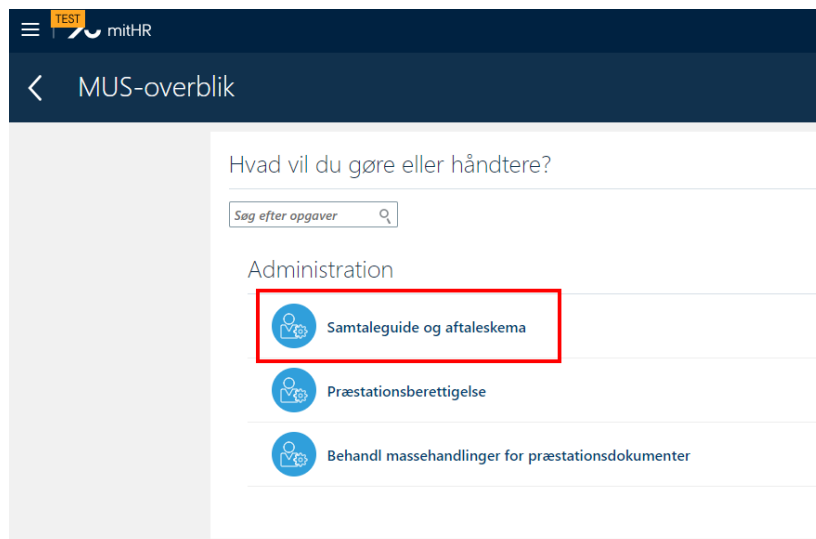 TEST
mitHR
MUS-overblik
Hvad vil du gøre eller håndtere?
Søg efter opgaver
Administration
Samtaleguide og aftaleskema
Præstationsberettigelse
Behandl massehandlinger for præstationsdokumenter